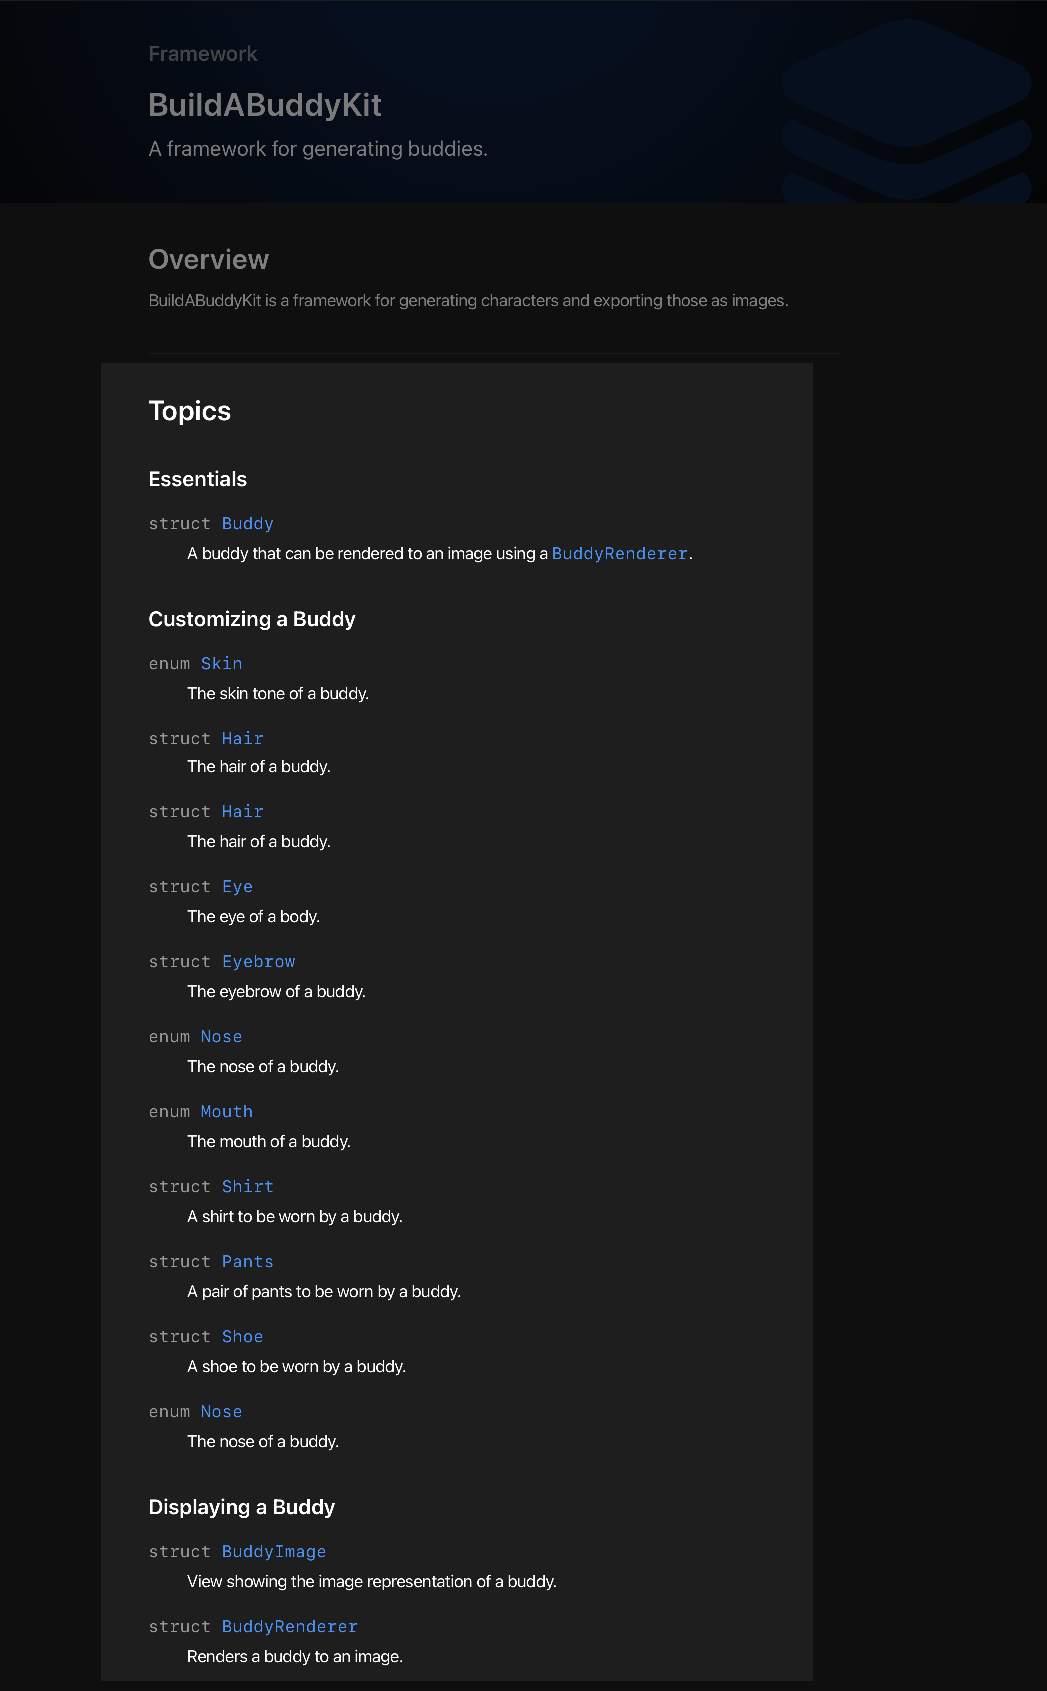 Framework
BuildABuddyKit
A framework for generating buddies.
Overview
BuildABuddyKit is a framework for generating characters and exporting those as images.
Topics
Essentials
struct Buddy
A buddy that can be rendered to an image using a BuddyRenderer.
Customizing a Buddy
enum Skin
The skin tone of a buddy.
struct Hair
The hair of a buddy.
struct Hair
The hair of a buddy.
struct Eye
The eye of a body.
struct Eyebrow
The eyebrow of a buddy.
enum Nose
The nose of a buddy.
enum Mouth
The mouth of a buddy.
struct Shirt
A shirt to be worn by a buddy.
struct Pants
A pair of pants to be worn by a buddy.
struct Shoe
A shoe to be worn by a buddy.
enum Nose
The nose of a buddy.
Displaying a Buddy
struct BuddyImage
View showing the image representation of a buddy.
struct BuddyRenderer
Renders a buddy to an image.